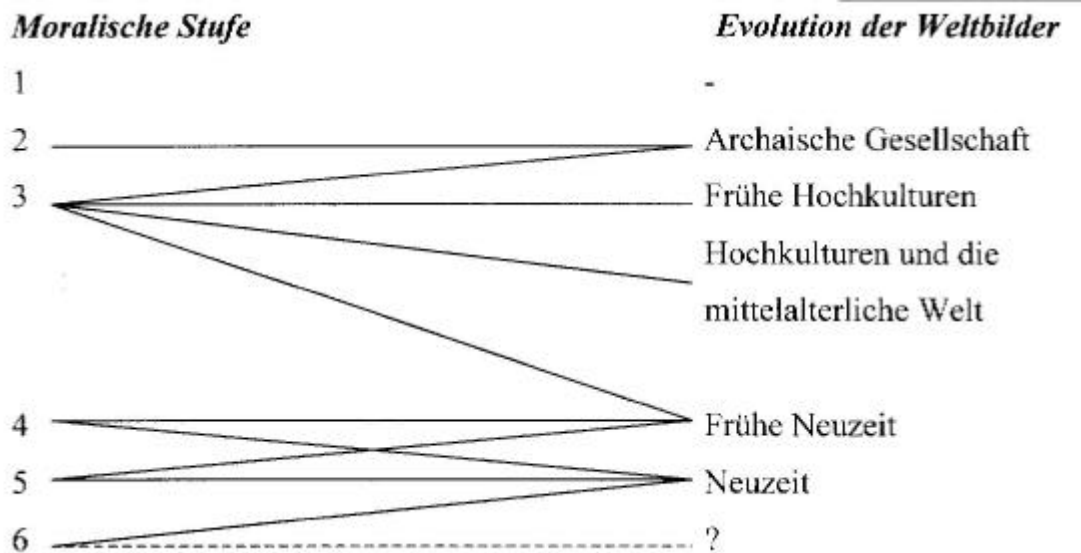 Moralische Stufe Evolution der Weltbilder
1 -
2 Archaische Gesellschaft
3 Frühe Hochkulturen
Hochkulturen und die
mittelalterliche Welt
4 Frühe Neuzeit
5 Neuzeit
6 ?